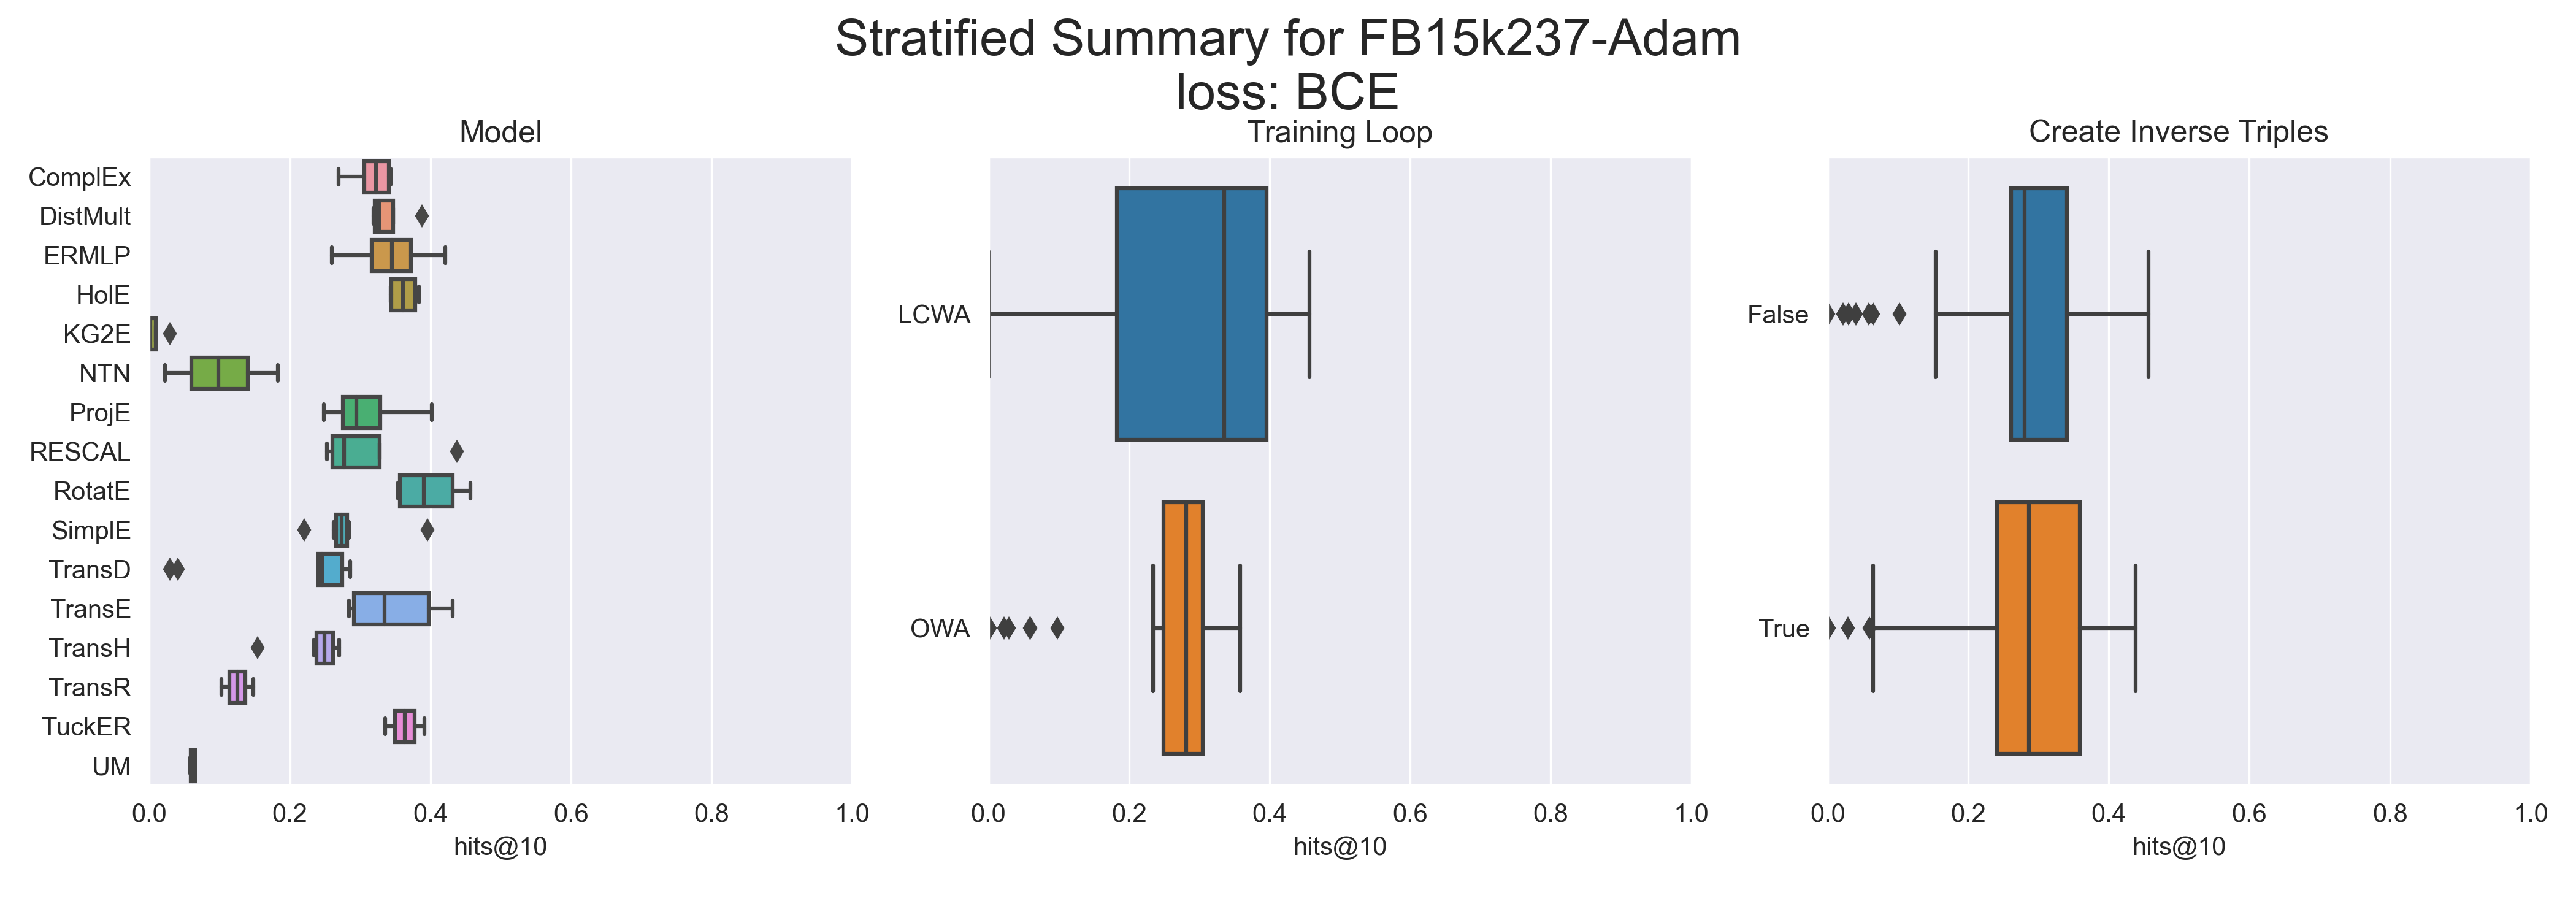 Stratified Summary for FB15k237-Adam
loss: BCE
Model
ComplEx
DistMult
ERMLP
HolE
KG2E
NTN
ProjE
RESCAL
RotatE
SimplE
TransD
TransE
TransH
TransR
TuckER
UM
0.0 0.2 0.4 0.6 0.8 1.0
hits@10
Training Loop
LCWA
OWA
0.0 0.2 0.4 0.6 0.8 1.0
hits@10
Create Inverse Triples
False
True
0.0 0.2 0.4 0.6 0.8 1.0
hits@10